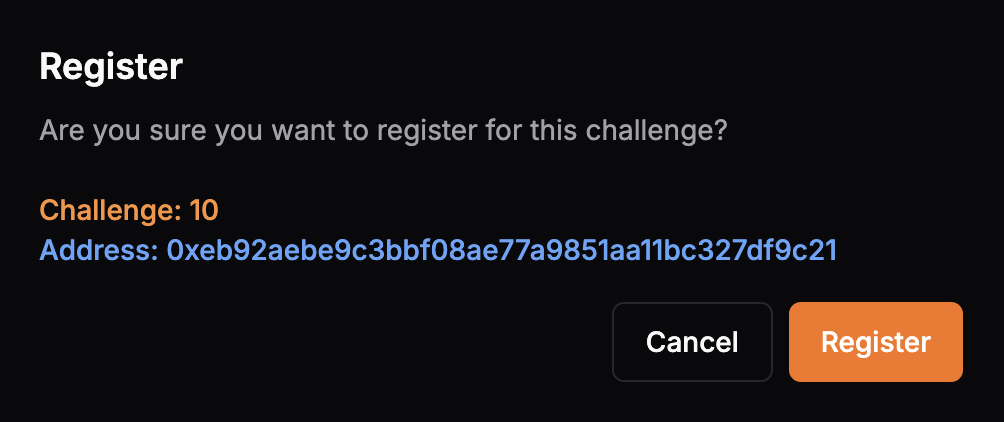 Register
Are you sure you want to register for this challenge?
Challenge: 10
Address: 0xeb92aebe9c3bbf08ae77a9851aa11bc327df9c21
Cancel
Register